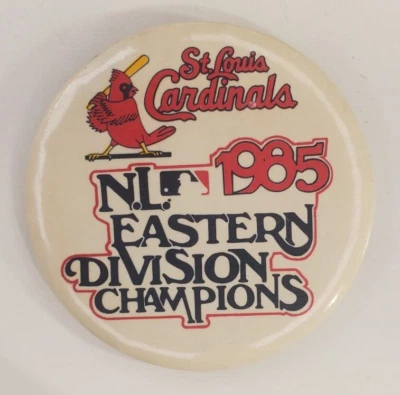 St. Louis
Cardinals
1985
N.L.
EASTERN
DIVISION
CHAMPIONS